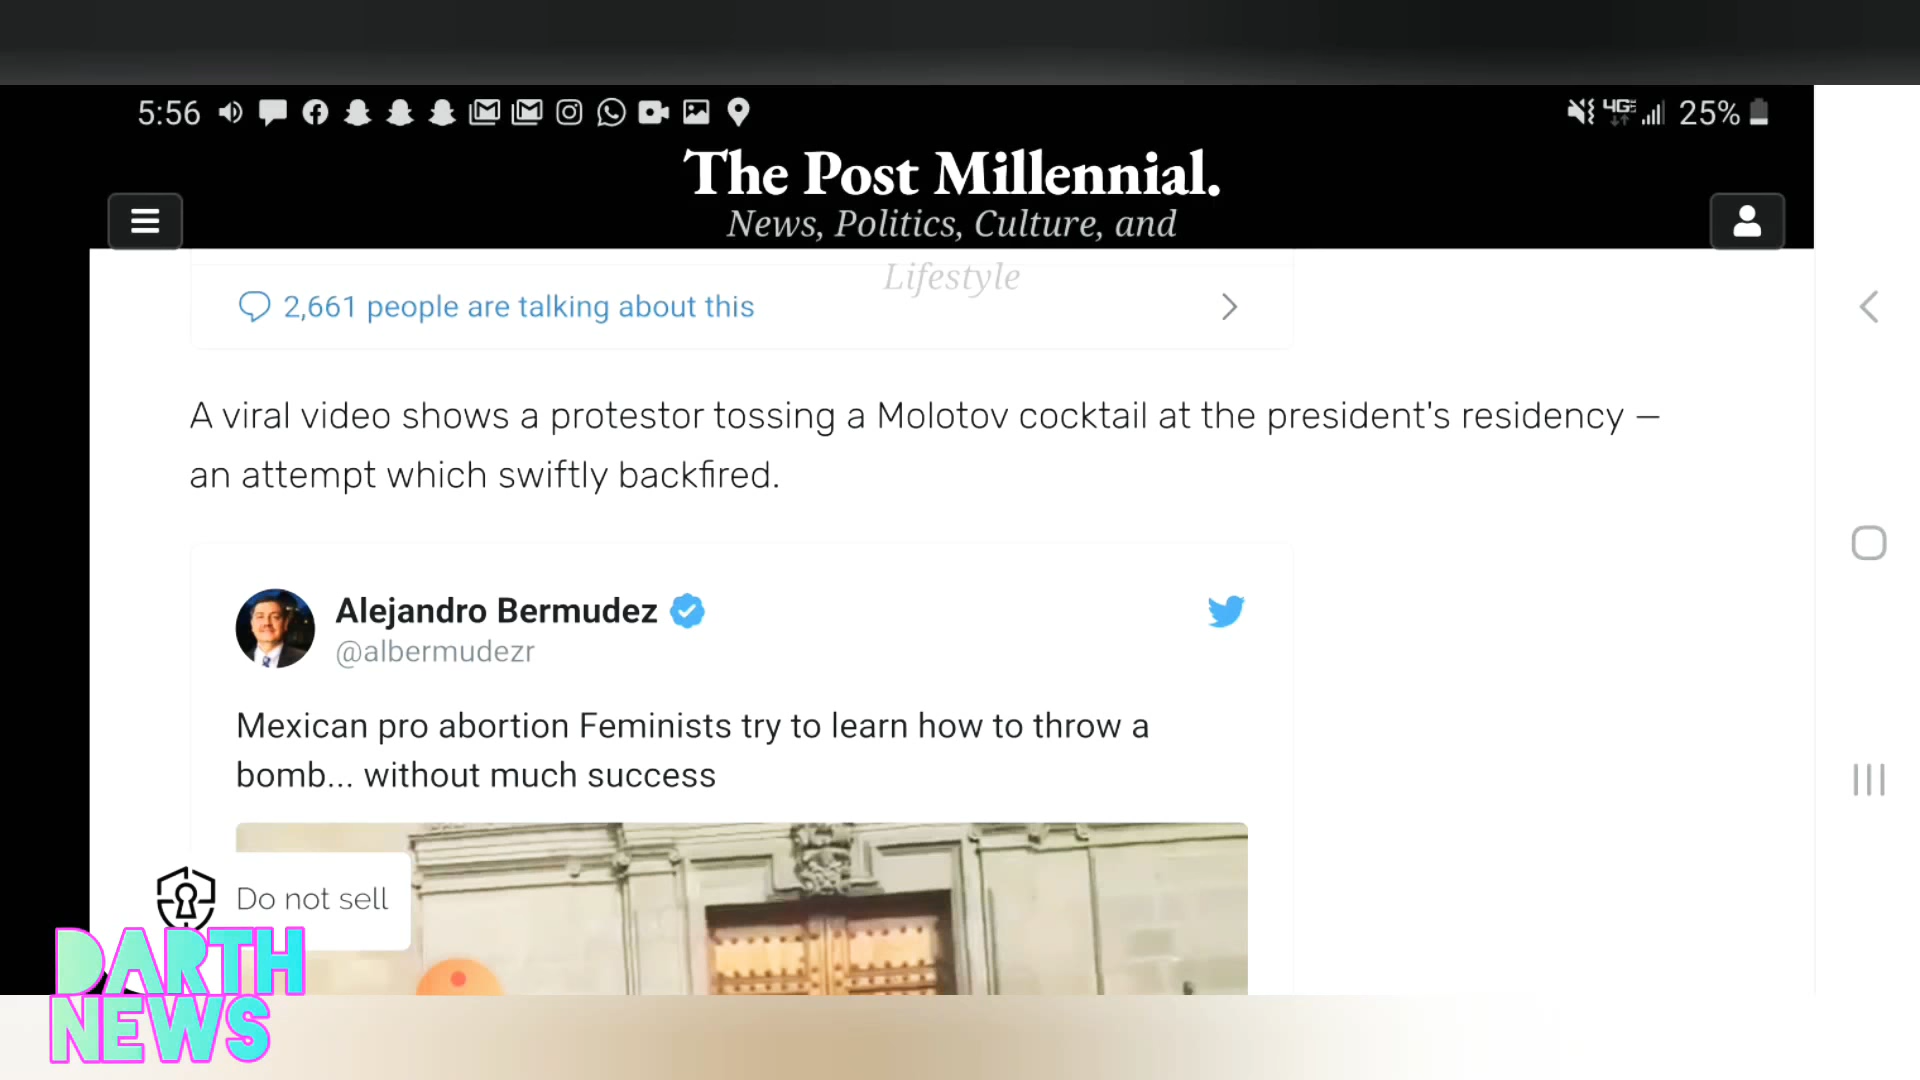 5:56
4GE 25%
The Post Millennial.
News, Politics, Culture, and
Lifestyle
2,661 people are talking about this
A viral video shows a protestor tossing a Molotov cocktail at the president's residency —
an attempt which swiftly backfired.
Alejandro Bermudez
@albermudezr
Mexican pro abortion Feminists try to learn how to throw a
bomb... without much success
Do not sell
DARTH
NEWS